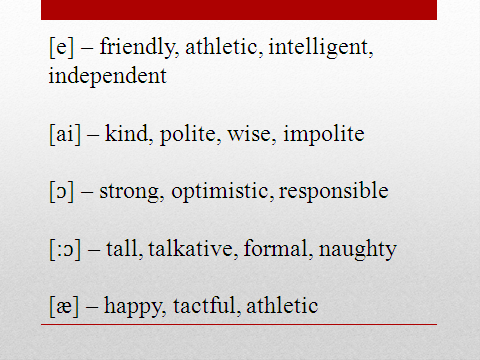 [e] – friendly, athletic, intelligent,
independent
[ai] – kind, polite, wise, impolite
[ɔ] – strong, optimistic, responsible
[:ɔ] – tall, talkative, formal, naughty
[æ] – happy, tactful, athletic